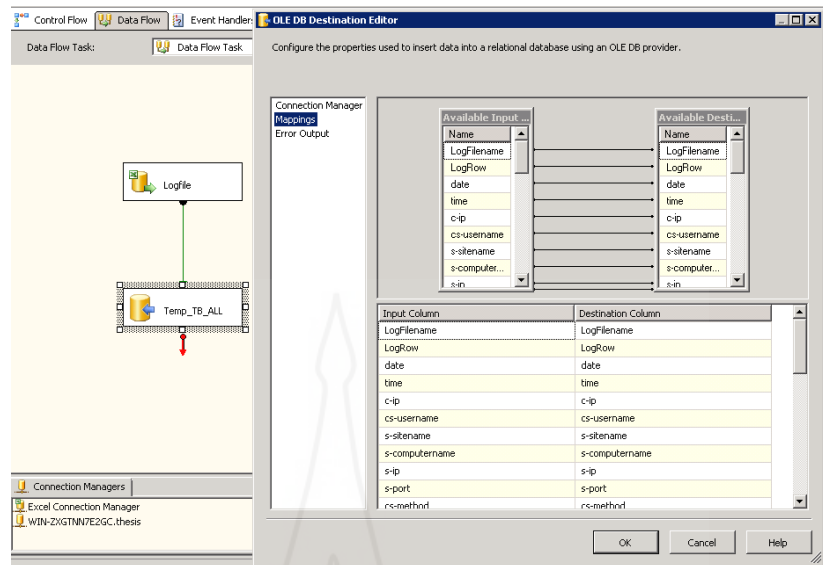 Control Flow
Data Flow
Event Handler
Data Flow Task:
Data Flow Task
Logfile
Temp_TB_ALL
Connection Managers
Excel Connection Manager
WIN-ZXGTNN7E2GC.thesis
OLE DB Destination Editor
Configure the properties used to insert data into a relational database using an OLE DB provider.
Connection Manager
Mappings
Error Output
Available Input ...
Name
LogFilename
LogRow
date
time
c-ip
cs-username
s-sitename
s-computer...
s-ip
Available Desti...
Name
LogFilename
LogRow
date
time
c-ip
cs-username
s-sitename
s-computer...
s-ip
Input Column Destination Column
LogFilename LogFilename
LogRow LogRow
date date
time time
c-ip c-ip
cs-username cs-username
s-sitename s-sitename
s-computername s-computername
s-ip s-ip
s-port s-port
cs-method cs-method
OK Cancel Help